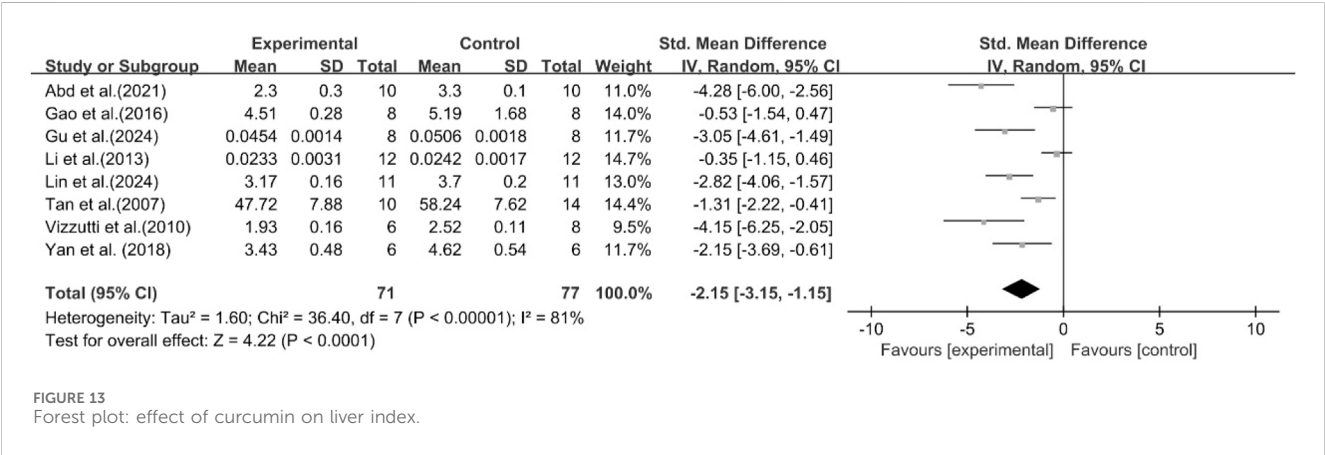 Experimental Control Std. Mean Difference Std. Mean Difference
Study or Subgroup Mean SD Total Mean SD Total Weight IV, Random, 95% CI IV, Random, 95% CI
Abd et al.(2021) 2.3 0.3 10 3.3 0.1 10 11.0% -4.28 [-6.00, -2.56]
Gao et al.(2016) 4.51 0.28 8 5.19 1.68 8 14.0% -0.53 [-1.54, 0.47]
Gu et al.(2024) 0.0454 0.0014 8 0.0506 0.0018 8 11.7% -3.05 [-4.61, -1.49]
Li et al.(2013) 0.0233 0.0031 12 0.0242 0.0017 12 14.7% -0.35 [-1.15, 0.46]
Lin et al.(2024) 3.17 0.16 11 3.7 0.2 11 13.0% -2.82 [-4.06, -1.57]
Tan et al.(2007) 47.72 7.88 10 58.24 7.62 14 14.4% -1.31 [-2.22, -0.41]
Vizzutti et al.(2010) 1.93 0.16 6 2.52 0.11 8 9.5% -4.15 [-6.25, -2.05]
Yan et al. (2018) 3.43 0.48 6 4.62 0.54 6 11.7% -2.15 [-3.69, -0.61]
Total (95% CI) 71 77 100.0% -2.15 [-3.15, -1.15]
Heterogeneity: Tau² = 1.60; Chi² = 36.40, df = 7 (P < 0.00001); I² = 81%
Test for overall effect: Z = 4.22 (P < 0.0001)
-10 -5 0 5 10
Favours [experimental] Favours [control]
FIGURE 13
Forest plot: effect of curcumin on liver index.